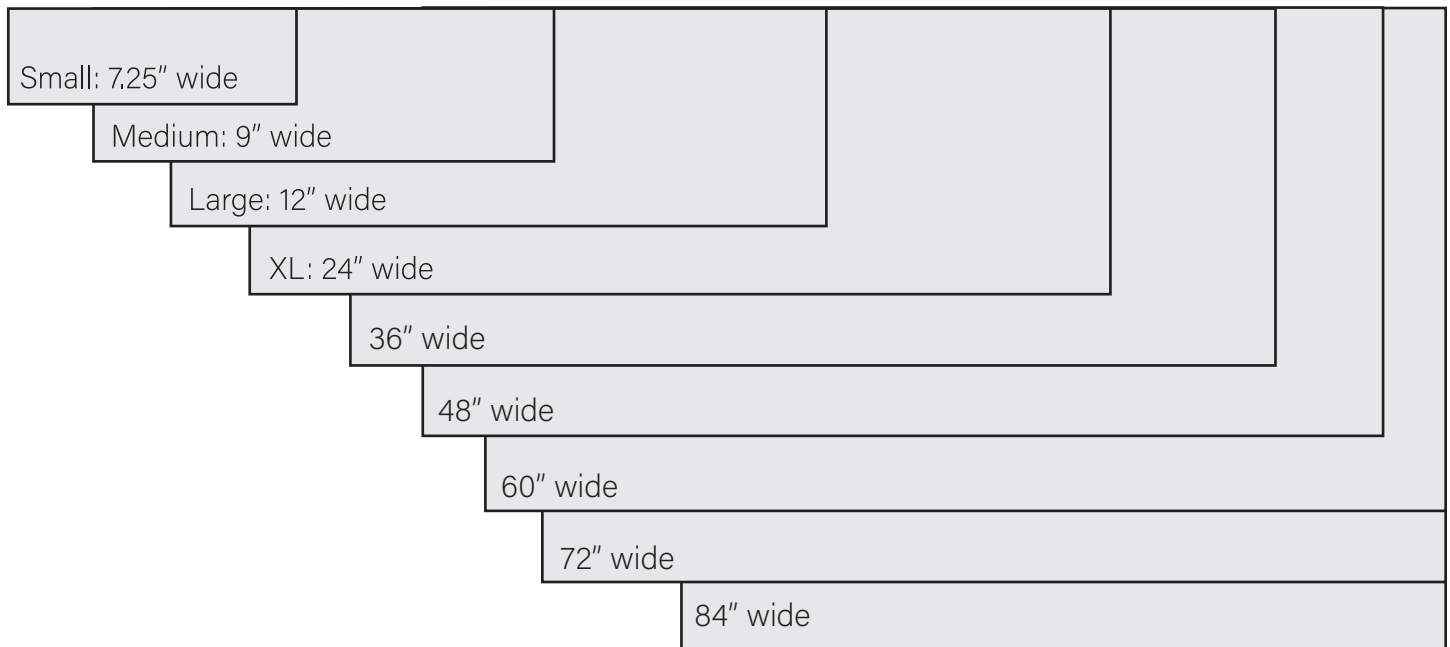 Small: 7.25" wide
Medium: 9" wide
Large: 12" wide
XL: 24" wide
36" wide
48" wide
60" wide
72" wide
84" wide